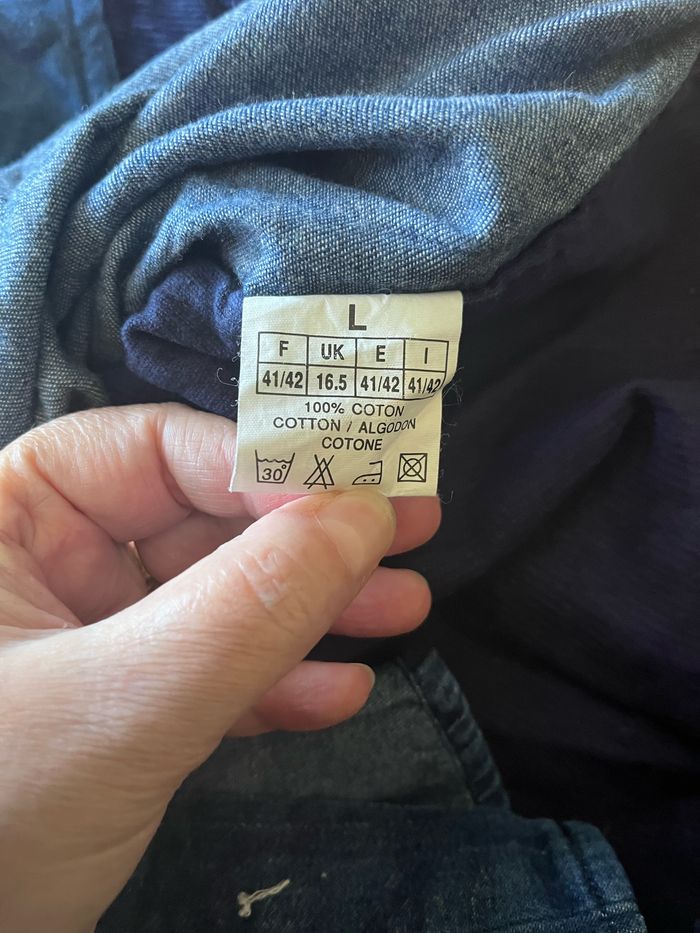 L
F UK E I
41/42 16.5 41/42 41/42
100% COTON
COTTON / ALGODON
COTONE
30°